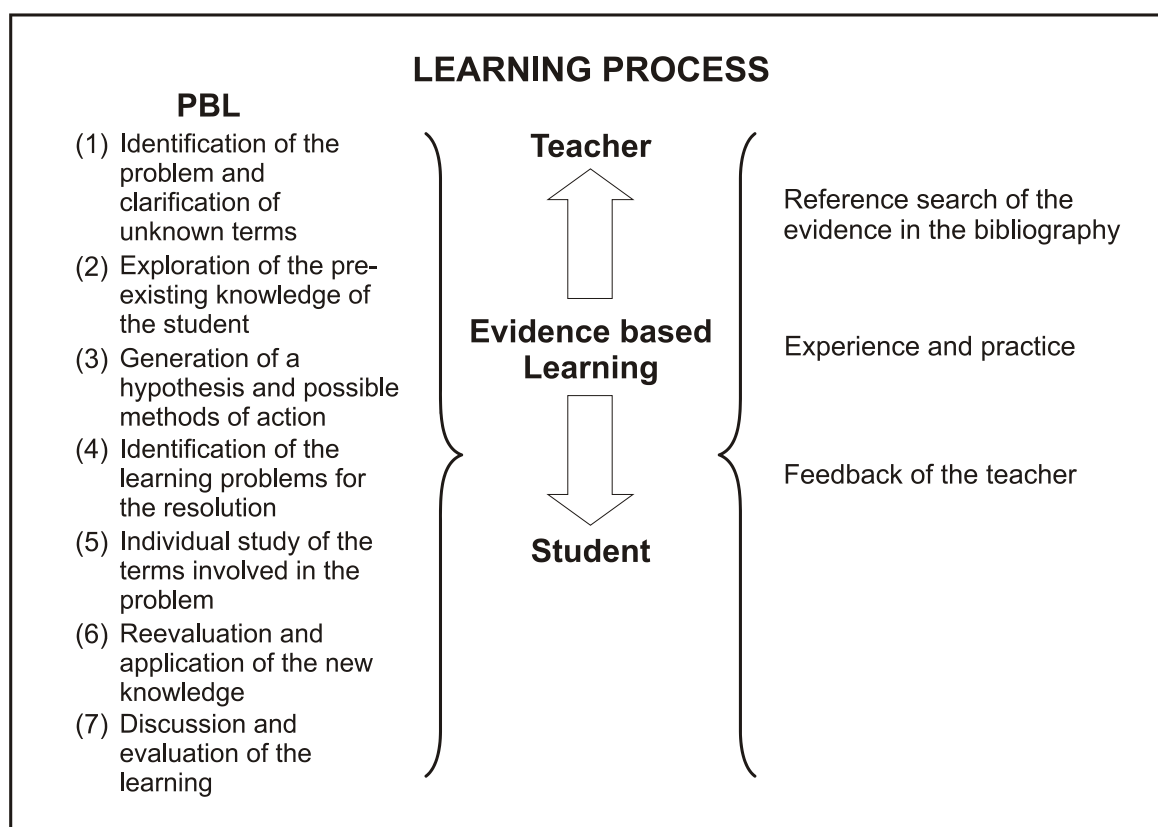 LEARNING PROCESS
PBL
(1) Identification of the
problem and
clarification of
unknown terms
(2) Exploration of the pre-
existing knowledge of
the student
(3) Generation of a
hypothesis and possible
methods of action
(4) Identification of the
learning problems for
the resolution
(5) Individual study of the
terms involved in the
problem
(6) Reevaluation and
application of the new
knowledge
(7) Discussion and
evaluation of the
learning
Teacher
Evidence based
Learning
Student
Reference search of the
evidence in the bibliography
Experience and practice
Feedback of the teacher